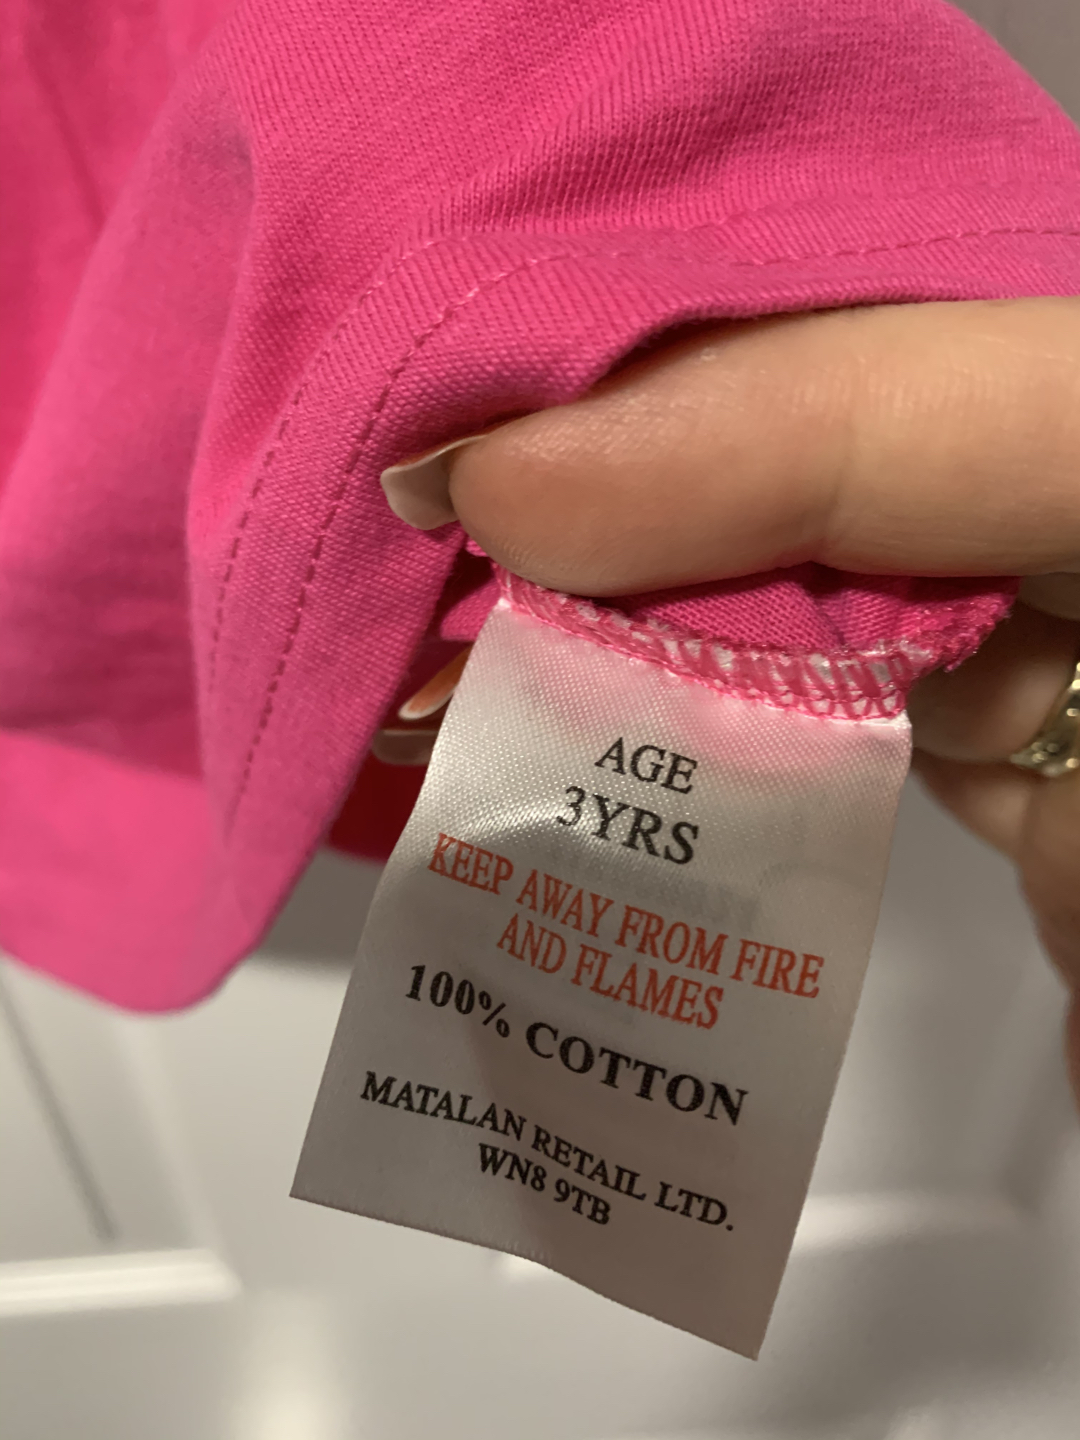 AGE
3YRS
KEEP AWAY FROM FIRE
AND FLAMES
100% COTTON
MATALAN RETAIL LTD.
WN8 9TB